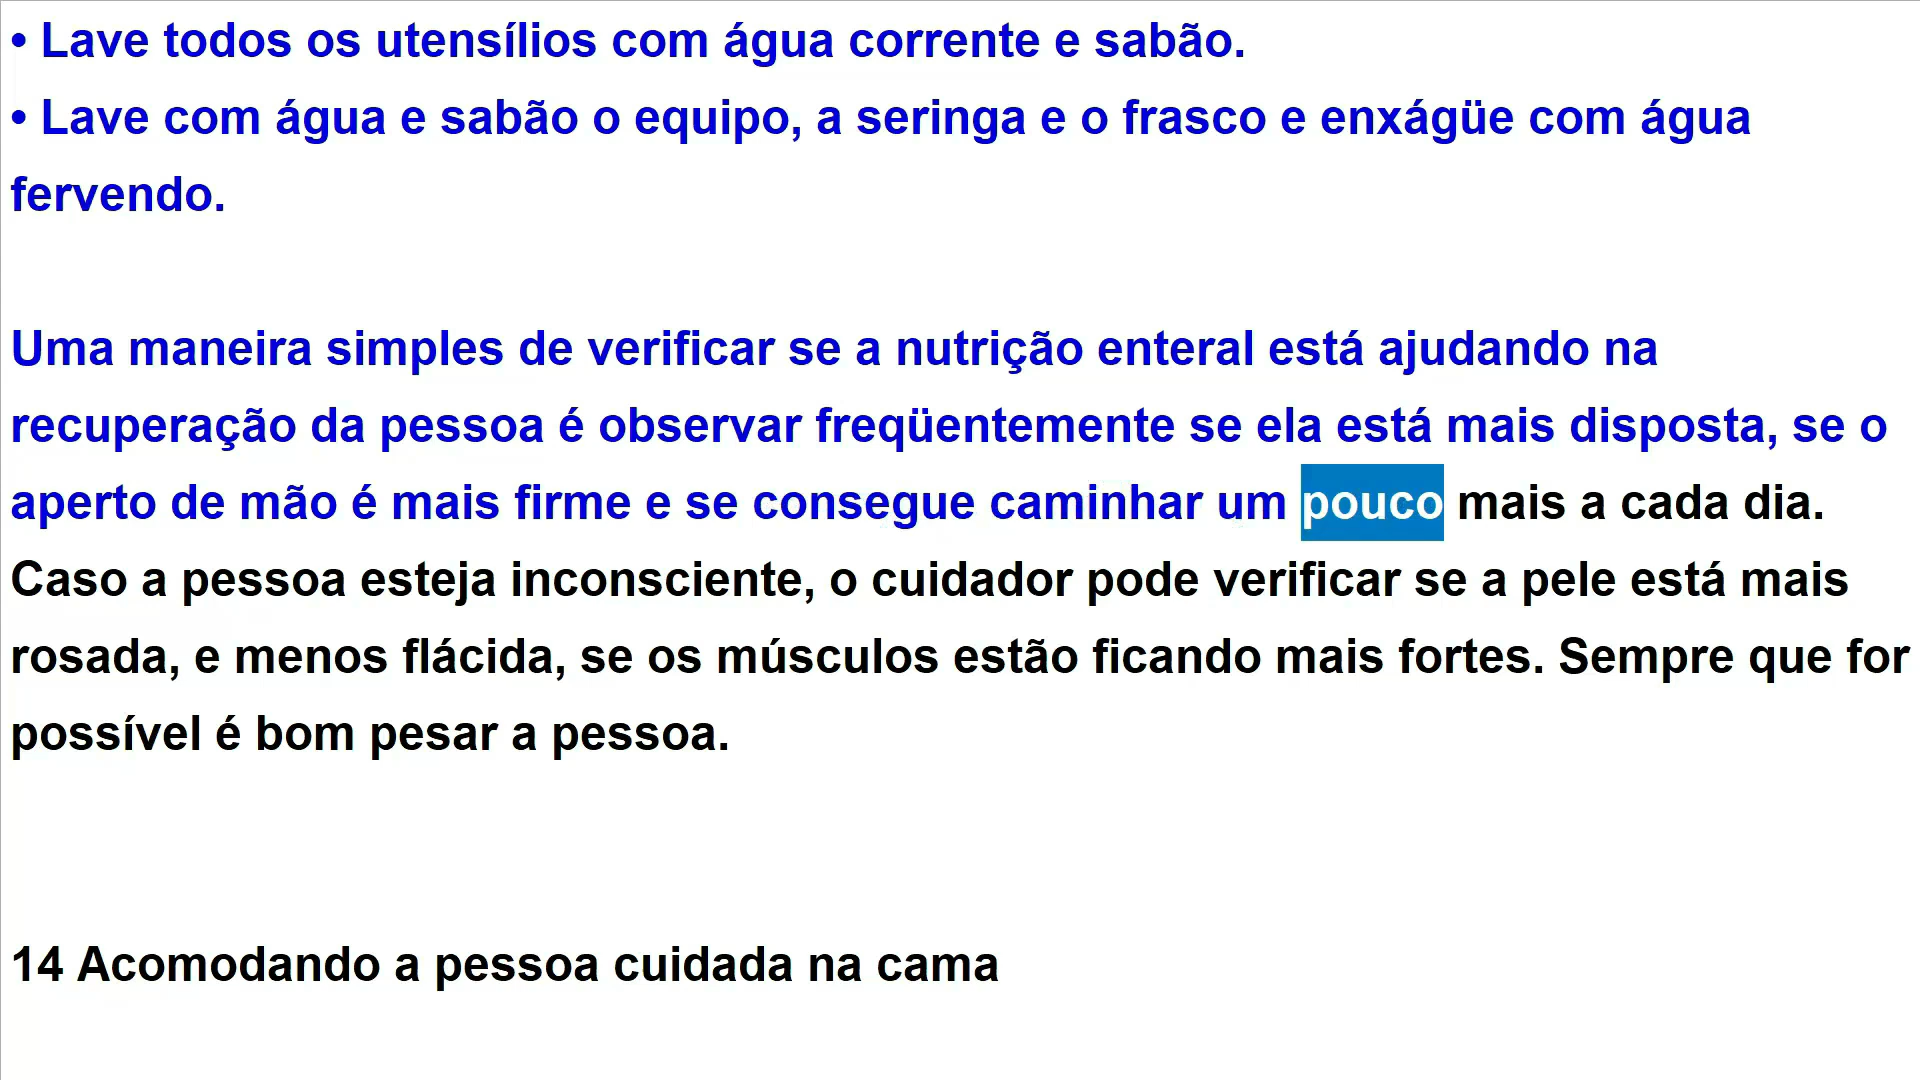 • Lave todos os utensílios com água corrente e sabão.
• Lave com água e sabão o equipo, a seringa e o frasco e enxágüe com água
fervendo.
Uma maneira simples de verificar se a nutrição enteral está ajudando na
recuperação da pessoa é observar freqüentemente se ela está mais disposta, se o
aperto de mão é mais firme e se consegue caminhar um pouco mais a cada dia.
Caso a pessoa esteja inconsciente, o cuidador pode verificar se a pele está mais
rosada, e menos flácida, se os músculos estão ficando mais fortes. Sempre que for
possível é bom pesar a pessoa.
14 Acomodando a pessoa cuidada na cama